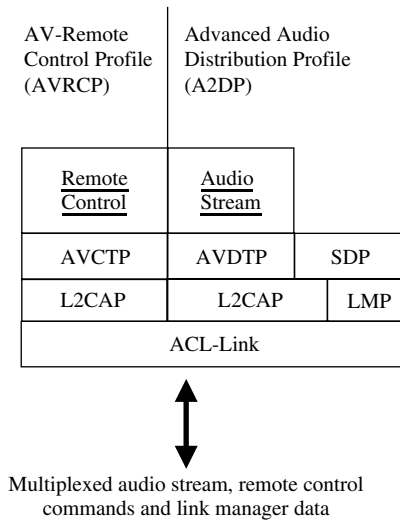 AV-Remote
Control Profile
(AVRCP)
Advanced Audio
Distribution Profile
(A2DP)
Remote
Control
Audio
Stream
AVCTP
AVDTP
SDP
L2CAP
L2CAP
LMP
ACL-Link
Multiplexed audio stream, remote control
commands and link manager data